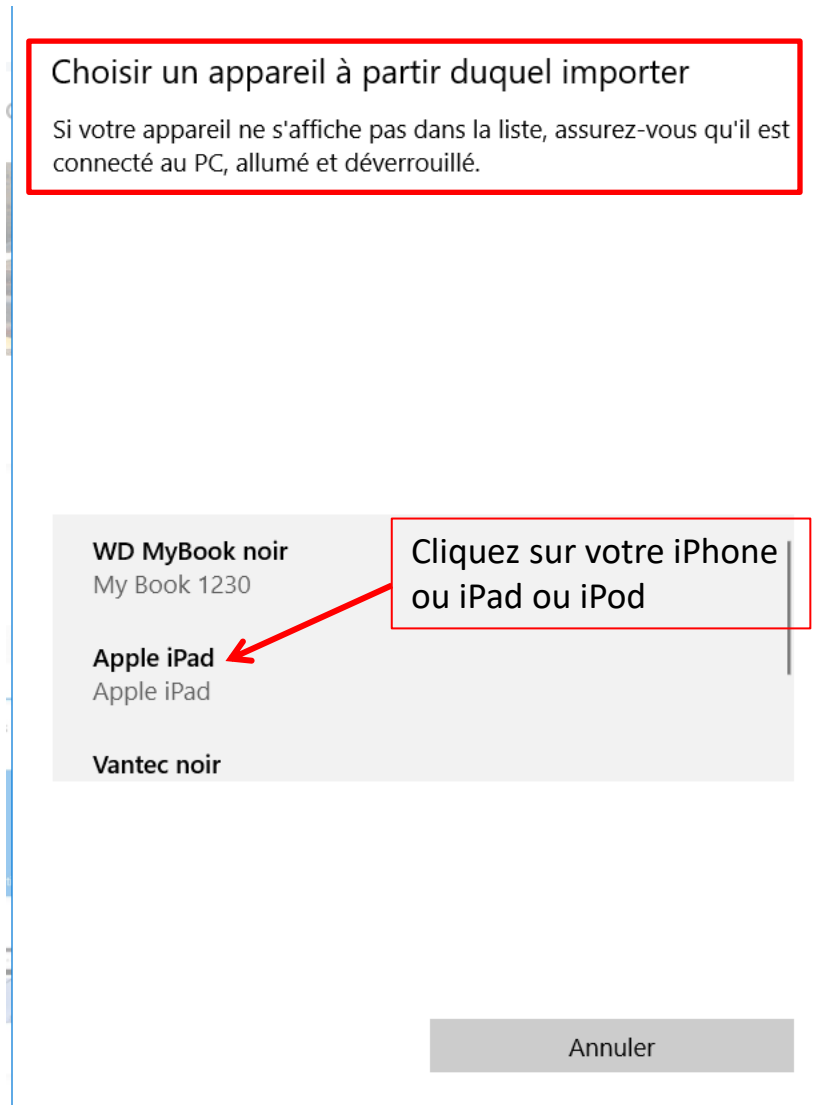 Choisir un appareil à partir duquel importer
Si votre appareil ne s'affiche pas dans la liste, assurez-vous qu'il est
connecté au PC, allumé et déverrouillé.
WD MyBook noir
My Book 1230
Cliquez sur votre iPhone
ou iPad ou iPod
Apple iPad
Apple iPad
Vantec noir
Annuler